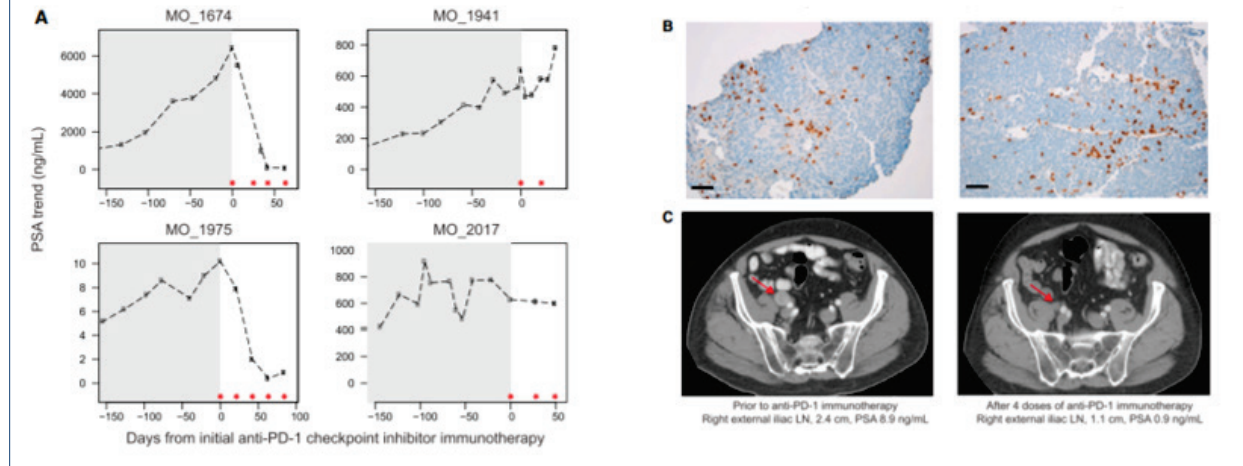 A
MO_1674
MO_1941
PSA trend (ng/mL)
6000
4000
2000
0
−150 −100 −50 0 50
800
600
400
200
0
−150 −100 −50 0 50
MO_1975
MO_2017
10
8
6
4
2
0
−150 −100 −50 0 50 100
1000
800
600
400
200
0
−150 −100 −50 0 50
Days from initial anti-PD-1 checkpoint inhibitor immunotherapy
B
C
Prior to anti-PD-1 immunotherapy
Right external iliac LN, 2.4 cm, PSA 8.9 ng/mL
After 4 doses of anti-PD-1 immunotherapy
Right external iliac LN, 1.1 cm, PSA 0.9 ng/mL